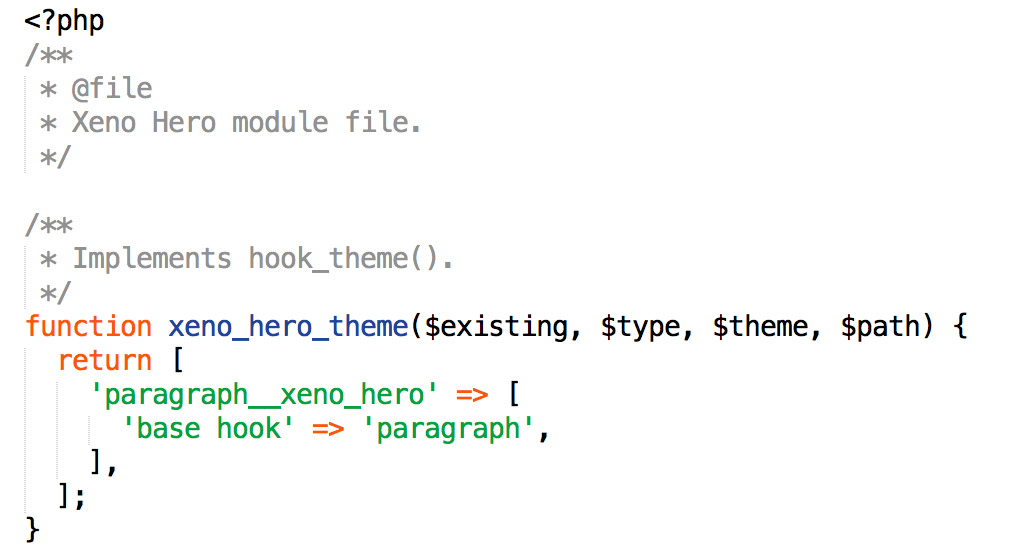 <?php
/**
 * @file
 * Xeno Hero module file.
 */

/**
 * Implements hook_theme().
 */
function xeno_hero_theme($existing, $type, $theme, $path) {
  return [
    'paragraph__xeno_hero' => [
      'base hook' => 'paragraph',
    ],
  ];
}